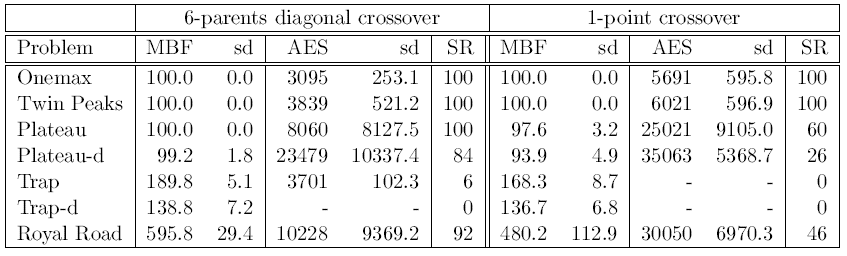 6-parents diagonal crossover 1-point crossover
Problem MBF sd AES sd SR MBF sd AES sd SR
Onemax 100.0 0.0 3095 253.1 100 100.0 0.0 5691 595.8 100
Twin Peaks 100.0 0.0 3839 521.2 100 100.0 0.0 6021 596.9 100
Plateau 100.0 0.0 8060 8127.5 100 97.6 3.2 25021 9105.0 60
Plateau-d 99.2 1.8 23479 10337.4 84 93.9 4.9 35063 5368.7 26
Trap 189.8 5.1 3701 102.3 6 168.3 8.7 - - 0
Trap-d 138.8 7.2 - - 0 136.7 6.8 - - 0
Royal Road 595.8 29.4 10228 9369.2 92 480.2 112.9 30050 6970.3 46